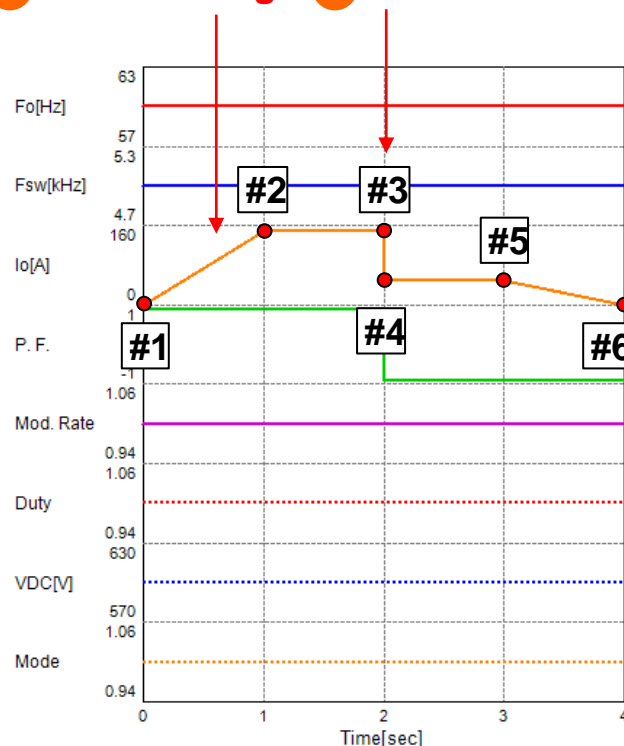 63
Fo[Hz]
57
5.3
Fsw[kHz]
4.7
#2
#3
160
#5
Io[A]
0
1
#1
#4
#6
P. F.
-1
1.06
Mod. Rate
0.94
1.06
Duty
0.94
630
VDC[V]
570
1.06
Mode
0.94
0 1 2 3 4
Time[sec]